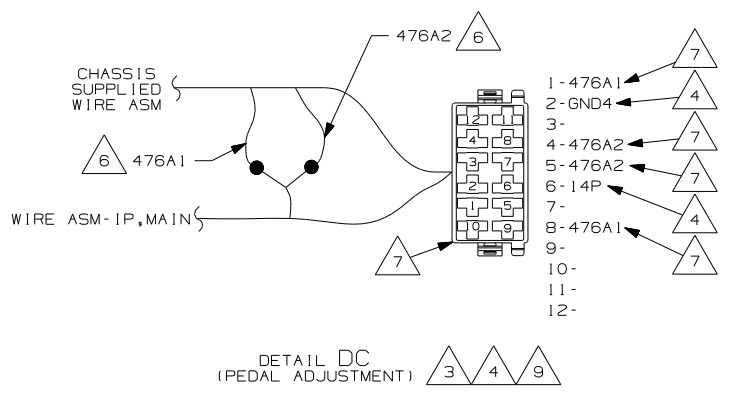 476A2
6
CHASSIS
SUPPLIED
WIRE ASM
6
476A1
WIRE ASM-IP,MAIN
7
12 11
4 8
3 7
2 6
1 5
10 9
1-476A1
7
2-GND4
4
3-
4-476A2
7
5-476A2
7
6-14P
4
7-
8-476A1
7
9-
10-
11-
12-
DETAIL DC
(PEDAL ADJUSTMENT)
3 4 9